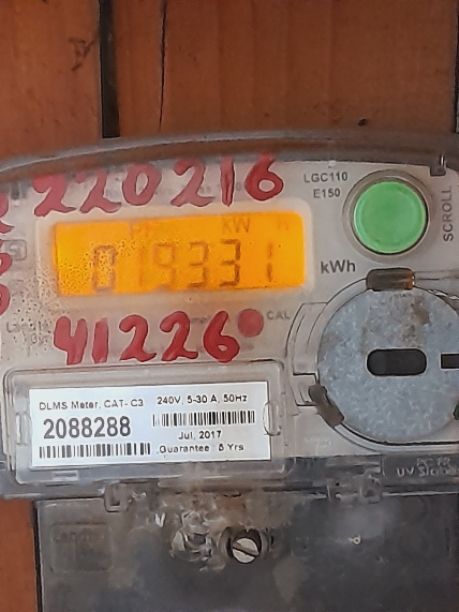 220216
LGC110
E150
SCROLL
kW
019331
kWh
41226
CAL
DLMS Meter, CAT- C3 240V, 5-30 A, 50Hz
2088288
Jul, 2017
Guarantee 5 Yrs